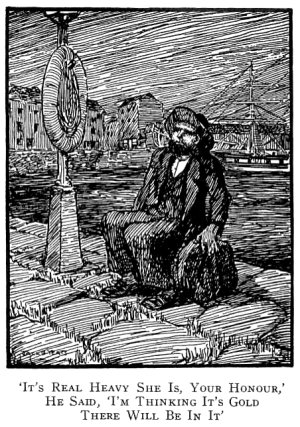 'It's Real Heavy She Is, Your Honour,'
He Said, 'I'm Thinking It's Gold
There Will Be In It'